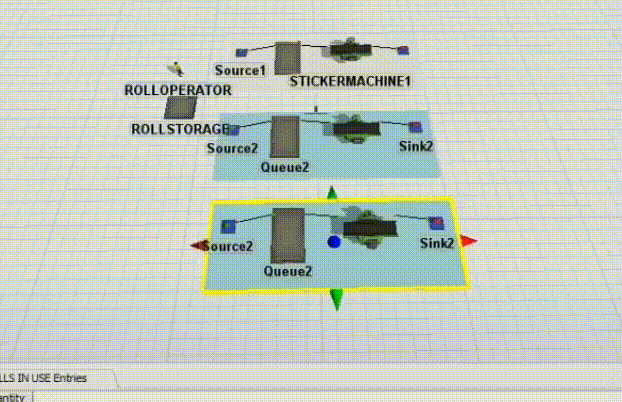 Source1
STICKERMACHINE1
ROLLOPERATOR
ROLLSTORAGE
Source2
Sink2
Queue2
Source2
Sink2
Queue2
LLS IN USE Entries
antity